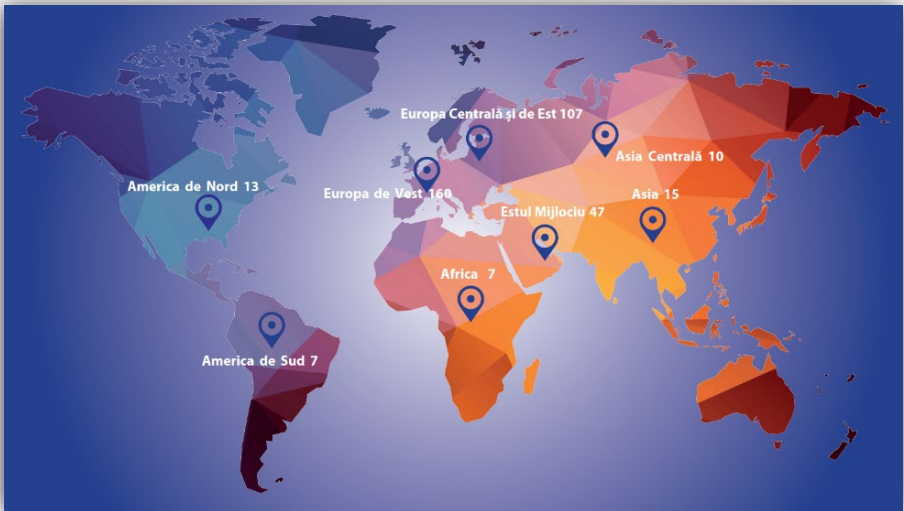 Europa Centrală și de Est 107
Asia Centrală 10
America de Nord 13
Europa de Vest 160
Asia 15
Estul Mijlociu 47
Africa 7
America de Sud 7